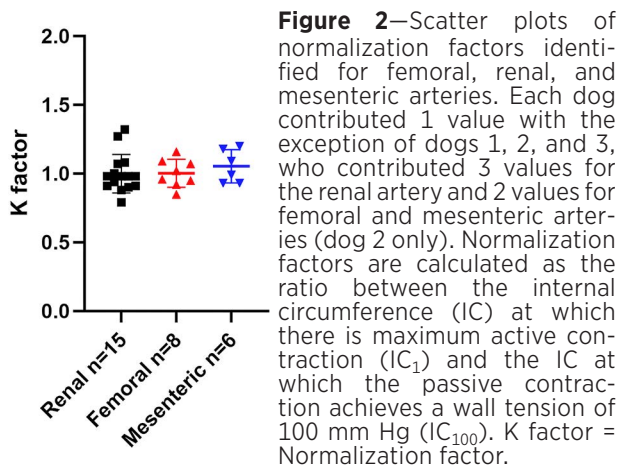 2.0
1.5
1.0
0.5
0.0
K factor
Renal n=15
Femoral n=8
Mesenteric n=6
Figure 2—Scatter plots of
normalization factors identi-
fied for femoral, renal, and
mesenteric arteries. Each dog
contributed 1 value with the
exception of dogs 1, 2, and 3,
who contributed 3 values for
the renal artery and 2 values for
femoral and mesenteric arter-
ies (dog 2 only). Normalization
factors are calculated as the
ratio between the internal
circumference (IC) at which
there is maximum active con-
traction (IC₁) and the IC at
which the passive contrac-
tion achieves a wall tension of
100 mm Hg (IC₁₀₀). K factor =
Normalization factor.